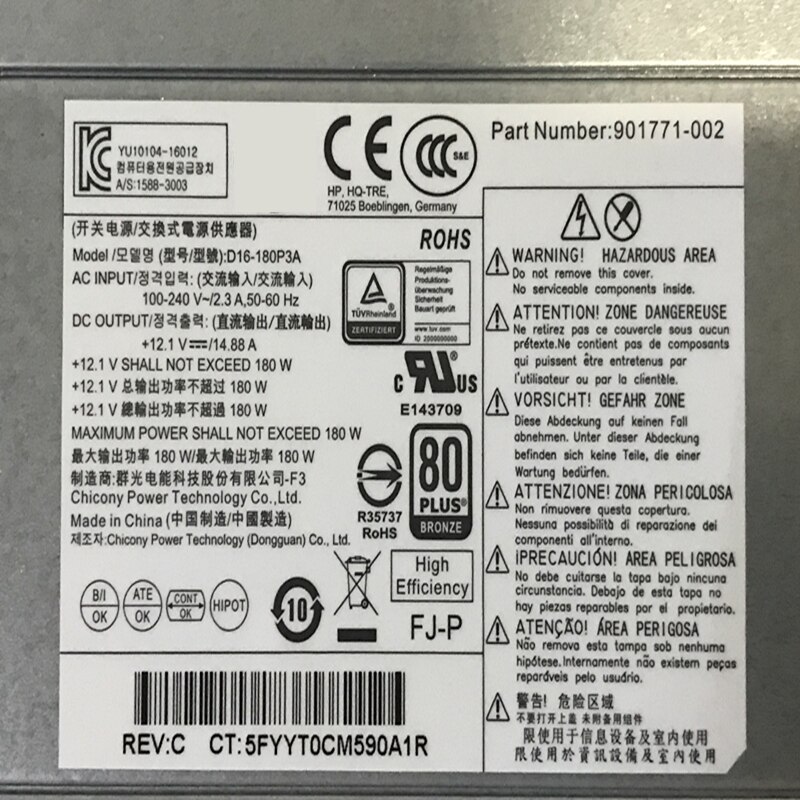 YU10104-16012
컴퓨터용전원공급장치
A/S:1588-3003
CE
CCC
S&E
HP, HQ-TRE,
71025 Boeblingen, Germany
Part Number:901771-002
(开关电源/交換式電源供應器)
Model /모델명 (型号/型號):D16-180P3A
ROHS
AC INPUT/정격입력: (交流输入/交流輸入)
100-240 V~/2.3 A,50-60 Hz
DC OUTPUT/정격출력: (直流输出/直流輸出)
+12.1 V⎓/14.88 A
+12.1 V SHALL NOT EXCEED 180 W
+12.1 V 总输出功率不超过 180 W
+12.1 V 總輸出功率不超過 180 W
MAXIMUM POWER SHALL NOT EXCEED 180 W
最大输出功率 180 W/最大輸出功率 180 W
制造商: 群光电能科技股份有限公司-F3
Chicony Power Technology Co.,Ltd.
Made in China (中国制造/中國製造)
제조자:Chicony Power Technology (Dongguan) Co., Ltd.
TÜVRheinland
ZERTIFIZIERT
Regelmäßige
Produktions-
überwachung
Sicherheit
Bauart geprüft
www.tuv.com
ID 2000000000
C US
E143709
R35737
RoHS
80
PLUS®
BRONZE
B/I
OK
ATE
OK
CONT
OK
HIPOT
10
High
Efficiency
FJ-P
REV:C CT:5FYYT0CM590A1R
WARNING! HAZARDOUS AREA
Do not remove this cover.
No serviceable components inside.
ATTENTION! ZONE DANGEREUSE
Ne retirez pas ce couvercle sous aucun
prétexte.Ne contient pas de composants
qui puissent être entretenus par
l'utilisateur ou par la clientèle.
VORSICHT! GEFAHR ZONE
Diese Abdeckung auf keinen Fall
abnehmen. Unter dieser Abdeckung
befinden sich keine Teile, die einer
Wartung bedürfen.
ATTENZIONE! ZONA PERICOLOSA
Non rimuovere questa copertura.
Nessuna possibilità di reparazione dei
componenti all'interno.
¡PRECAUCIÓN! AREA PELIGROSA
No debe cuitarse la tapa bajo nincuna
circunstancia. Debajo de esta tapa no
hay piezas reparables por el propietario.
ATENÇÃO! ÁREA PERIGOSA
Não remova esta tampa sob nenhuma
hipótese.Internamente não existem peças
reparavéis pelo usuário.
警告! 危险区域
不要打开上盖 未附备用组件
限使用于信息设备及室内使用
限使用於資訊設備及室內使用